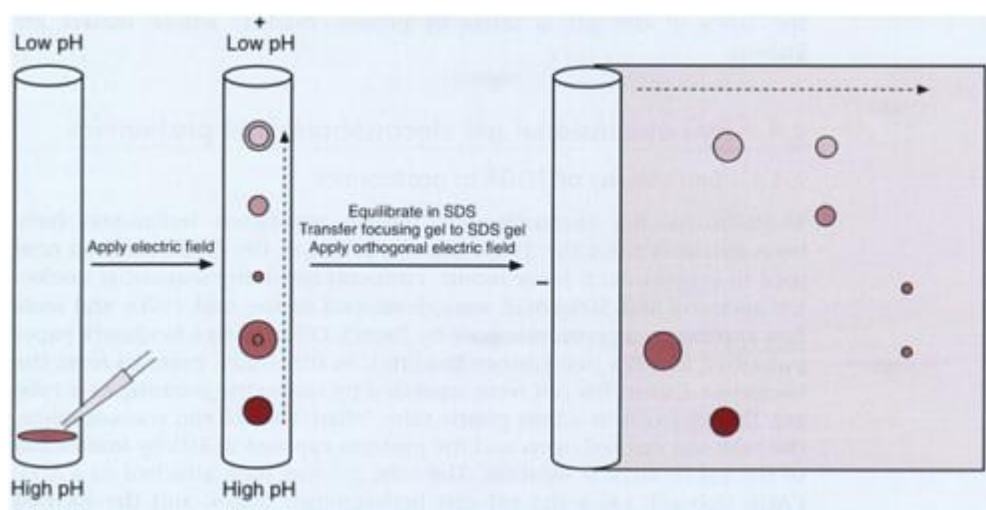 +
Low pH
Low pH
Apply electric field
Equilibrate in SDS
Transfer focusing gel to SDS gel
Apply orthogonal electric field
–
High pH
High pH